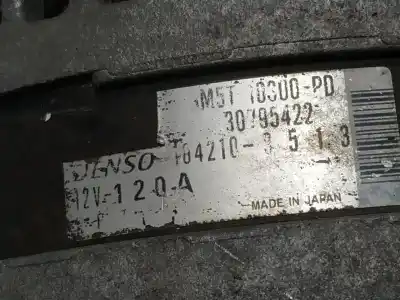 M5T 10300-PD
30795422
DENSO 104210-3513
12V-120A
MADE IN JAPAN